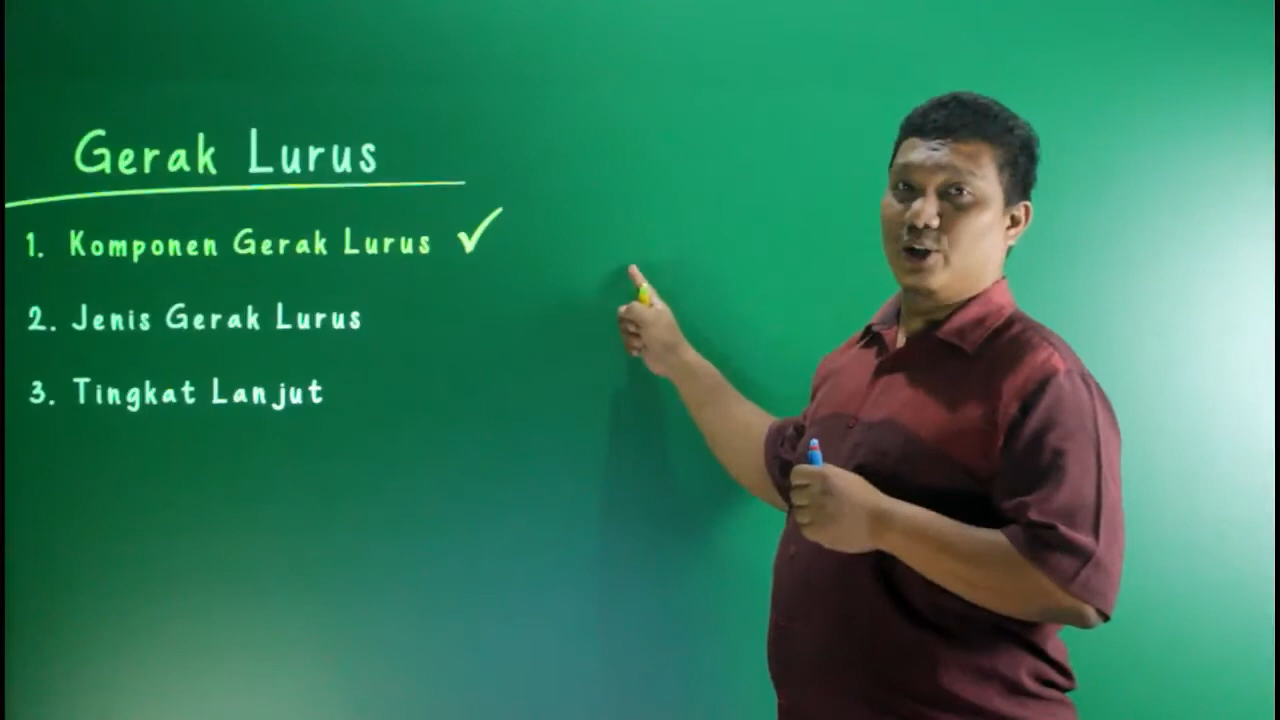 Gerak Lurus
1. Komponen Gerak Lurus ✓
2. Jenis Gerak Lurus
3. Tingkat Lanjut